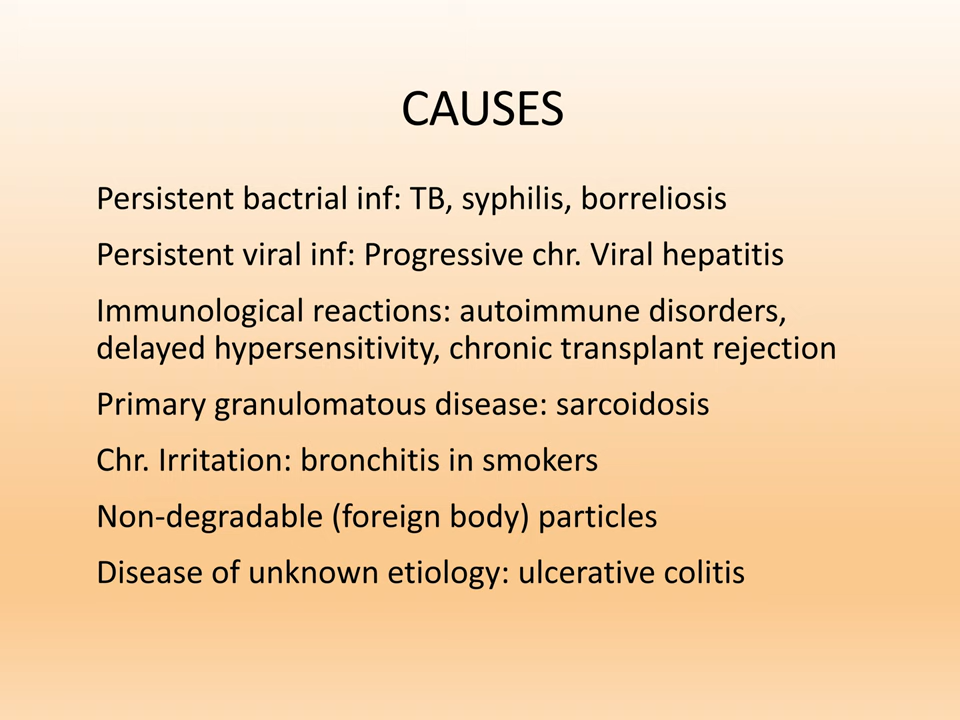 CAUSES
Persistent bactrial inf: TB, syphilis, borreliosis
Persistent viral inf: Progressive chr. Viral hepatitis
Immunological reactions: autoimmune disorders,
delayed hypersensitivity, chronic transplant rejection
Primary granulomatous disease: sarcoidosis
Chr. Irritation: bronchitis in smokers
Non-degradable (foreign body) particles
Disease of unknown etiology: ulcerative colitis